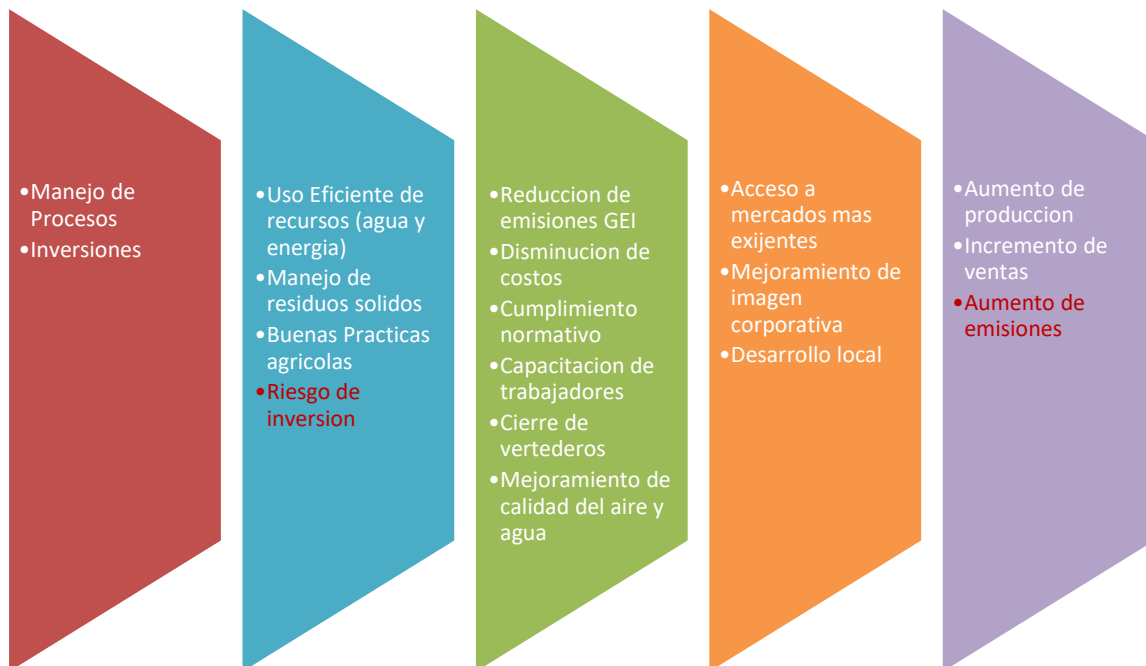 •Manejo de
Procesos
•Inversiones
•Uso Eficiente de
recursos (agua y
energia)
•Manejo de
residuos solidos
•Buenas Practicas
agricolas
•Riesgo de
inversion
•Reduccion de
emisiones GEI
•Disminucion de
costos
•Cumplimiento
normativo
•Capacitacion de
trabajadores
•Cierre de
vertederos
•Mejoramiento de
calidad del aire y
agua
•Acceso a
mercados mas
exijentes
•Mejoramiento de
imagen
corporativa
•Desarrollo local
•Aumento de
produccion
•Incremento de
ventas
•Aumento de
emisiones